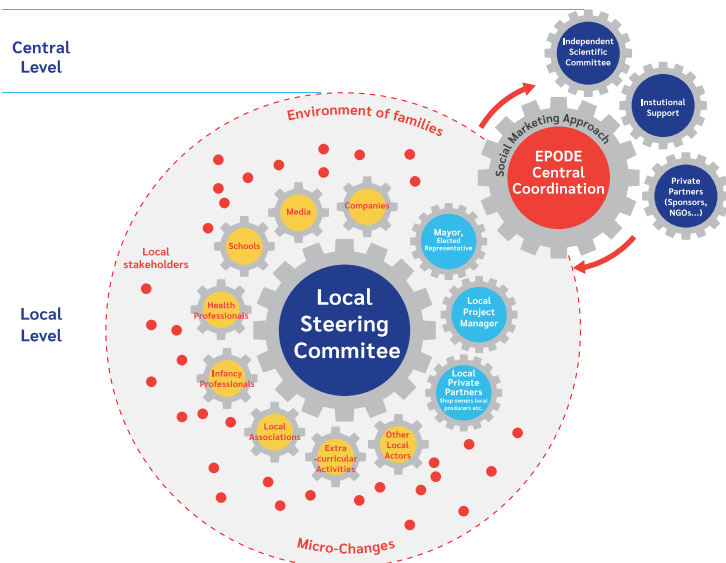 Central
Level
Independent
Scientific
Committee
Instutional
Support
Private
Partners
(Sponsors,
NGOs...)
Social Marketing Approach
EPODE
Central
Coordination
Environment of families
Companies
Media
Schools
Local
stakeholders
Health
Professionals
Infancy
Professionals
Local
Associations
Extra
-curricular
Activities
Other
Local
Actors
Mayor,
Elected
Representative
Local
Project
Manager
Local
Private
Partners
Shop owners local
producers etc.
Local
Steering
Commitee
Local
Level
Micro-Changes